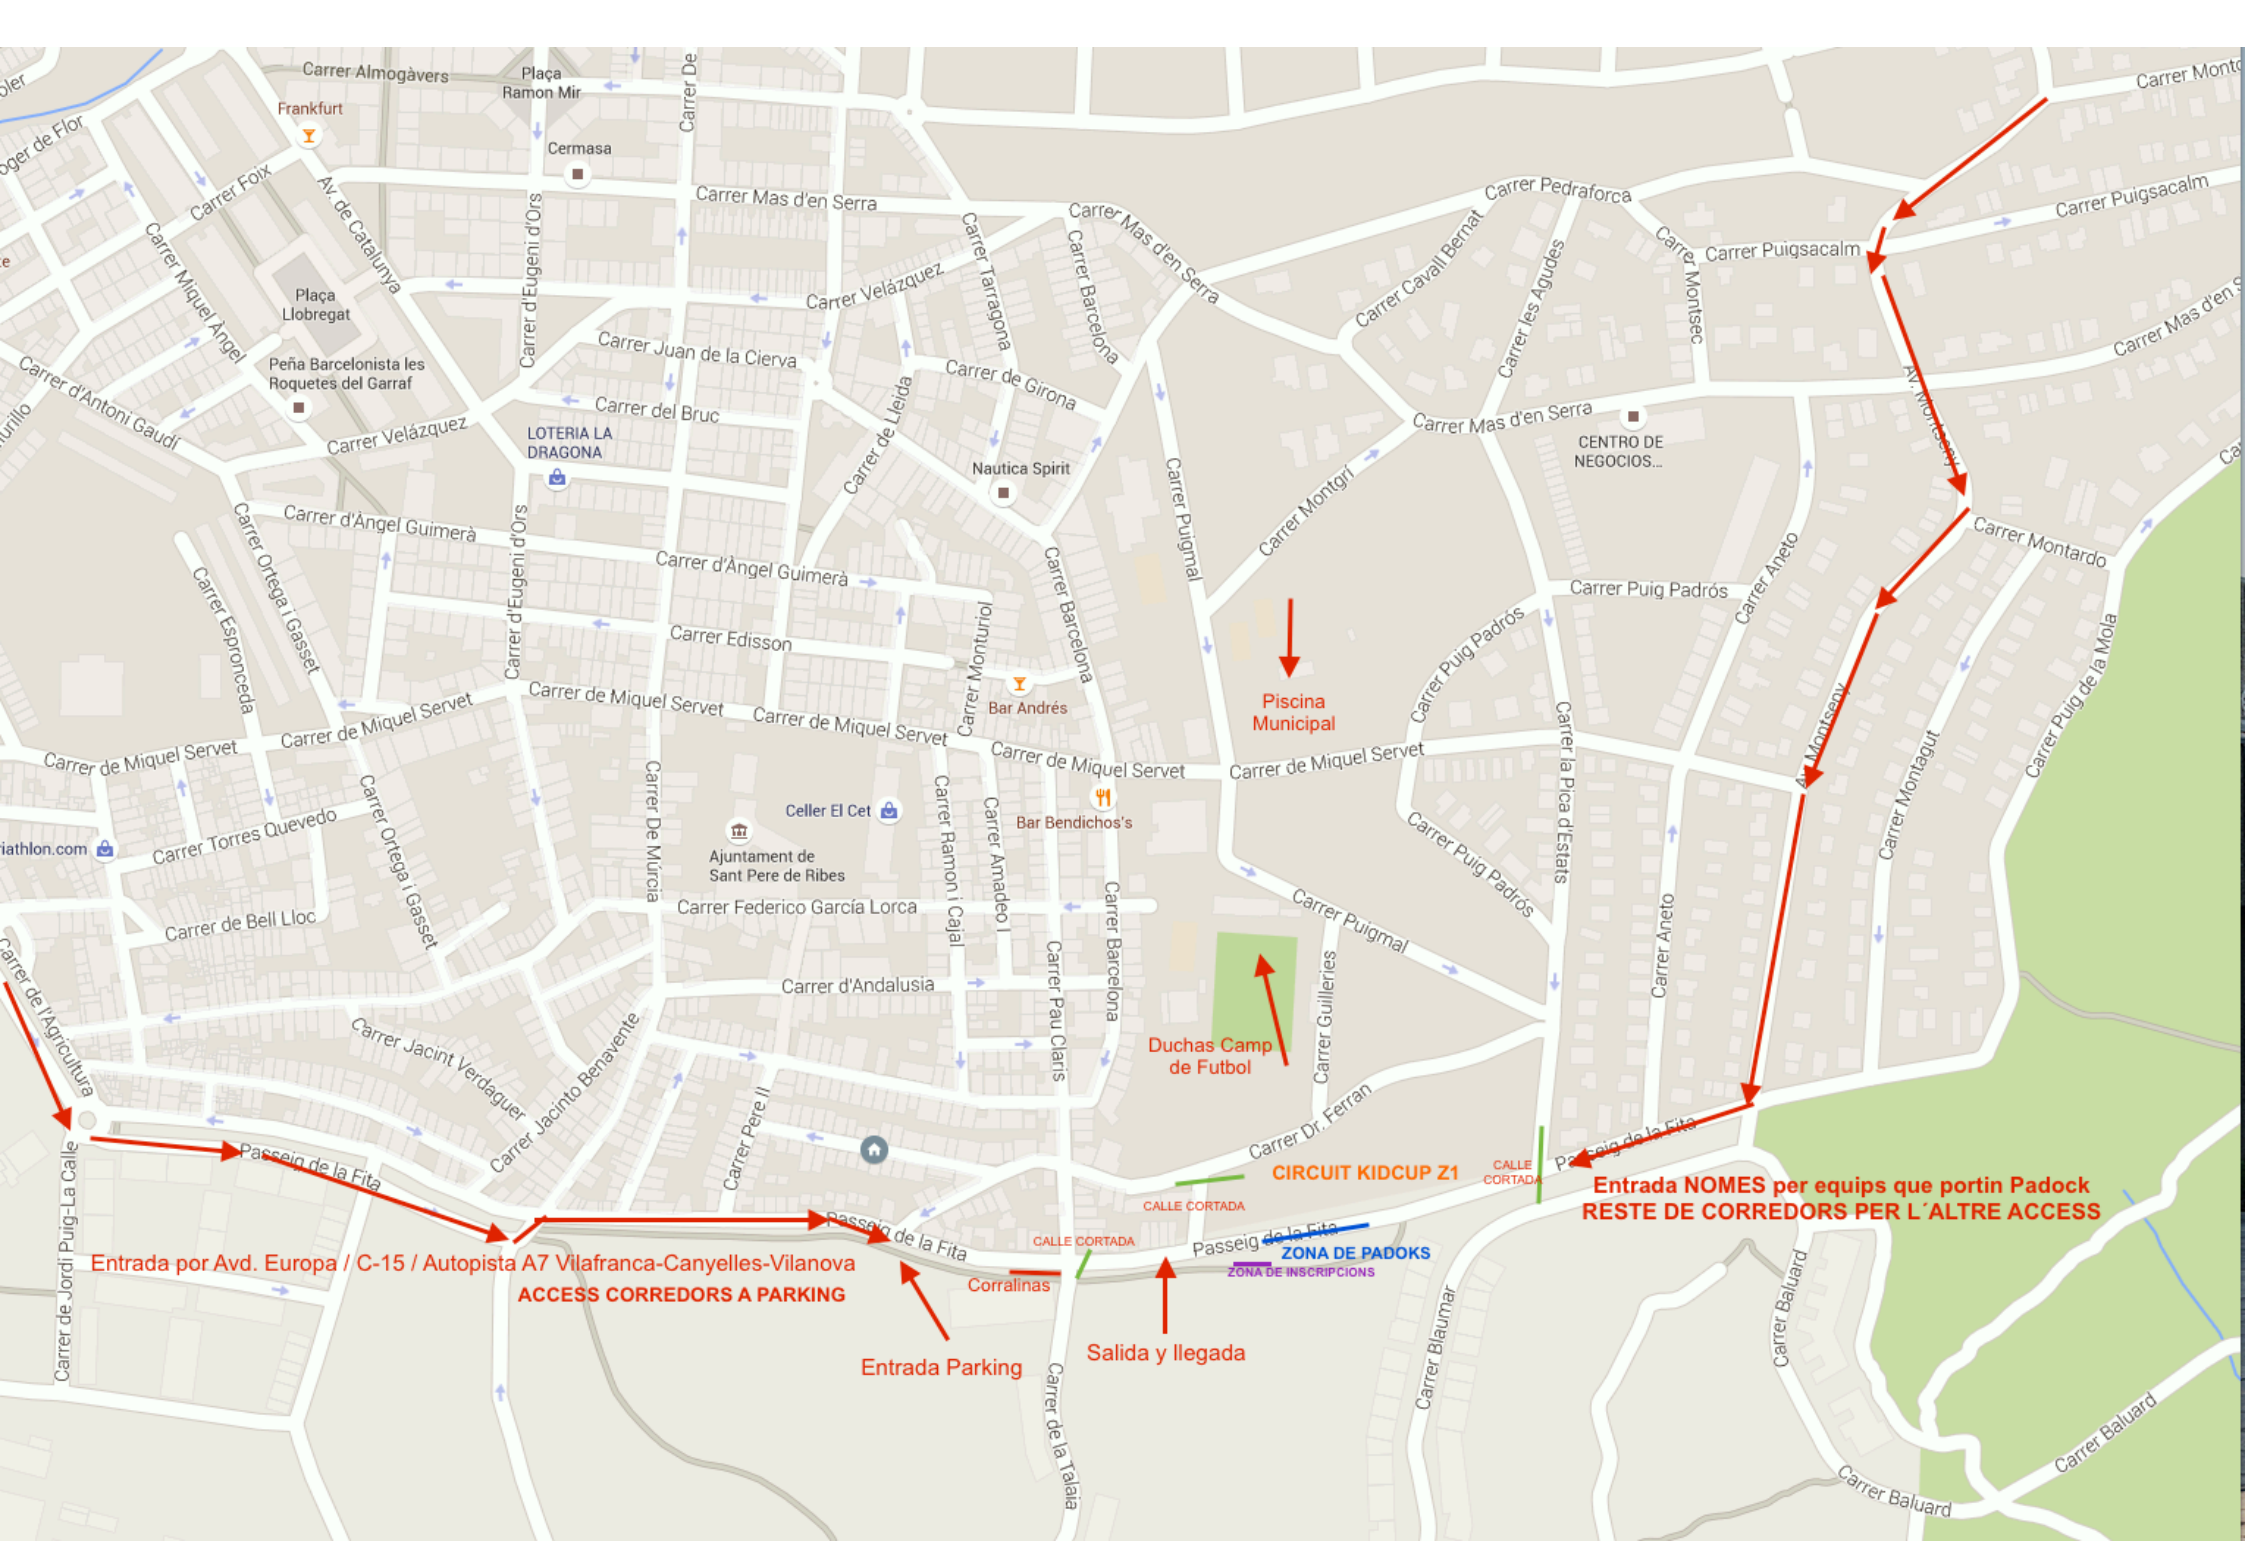 Carrer Almogàvers
Plaça
Ramon Mir
Carrer De
Carrer
Frankfurt
Cermasa
Carrer Foix
Av. de Catalunya
Carrer d'Eugeni d'Ors
Carrer Mas d'en Serra
Carrer Mas d'en Serra
Carrer Pedraforca
Carrer Puigsacalm
Carrer Puigsacalm
Carrer Miquel Àngel
Plaça
Llobregat
Carrer Velázquez
Carrer Tarragona
Carrer Barcelona
Carrer Cavall Bernat
Carrer les Agudes
Carrer Montsec
Carrer Mas d'en S
Peña Barcelonista les
Roquetes del Garraf
Carrer Juan de la Cierva
Carrer de Girona
Carrer d'Antoni Gaudí
Carrer Velázquez
Carrer del Bruc
Carrer de Lleida
LOTERIA LA
DRAGONA
Nautica Spirit
Carrer Mas d'en Serra
CENTRO DE
NEGOCIOS...
Av. Montseny
Carrer Puigmal
Carrer Montgrí
Carrer d'Àngel Guimerà
Carrer d'Àngel Guimerà
Carrer Ortega i Gasset
Carrer d'Eugeni d'Ors
Carrer Montardo
Carrer Espronceda
Carrer Edisson
Carrer Monturiol
Carrer Barcelona
Carrer Puig Padrós
Carrer Puig Padrós
Carrer Aneto
Carrer Puig de la Mola
Bar Andrés
Piscina
Municipal
Av. Montseny
Carrer de Miquel Servet
Carrer de Miquel Servet
Carrer de Miquel Servet
Carrer de Miquel Servet
Carrer de Miquel Servet
Carrer de Miquel Servet
Carrer la Pica d'Estats
Carrer Montagut
Carrer Ortega i Gasset
Carrer De Múrcia
Celler El Cet
Bar Bendichos's
Carrer Torres Quevedo
iathlon.com
Ajuntament de
Sant Pere de Ribes
Carrer Ramon i Cajal
Carrer Amadeo I
Carrer Puig Padrós
Carrer de Bell Lloc
Carrer Federico García Lorca
Carrer Barcelona
Carrer Puigmal
Carrer Aneto
Carrer d'Andalusia
Carrer Pau Claris
Carrer Guilleries
Carrer de l'Agricultura
Carrer Jacint Verdaguer
Carrer Jacinto Benavente
Duchas Camp
de Futbol
Carrer Pere II
Carrer Dr. Ferran
Passeig de la Fita
Passeig de la Fita
CIRCUIT KIDCUP Z1
CALLE
CORTADA
Entrada NOMES per equips que portin Padock
RESTE DE CORREDORS PER L´ALTRE ACCESS
CALLE CORTADA
Carrer de Jordi Puig-La Calle
Passeig de la Fita
CALLE CORTADA
Passeig de la Fita
ZONA DE PADOKS
ZONA DE INSCRIPCIONS
Entrada por Avd. Europa / C-15 / Autopista A7 Vilafranca-Canyelles-Vilanova
ACCESS CORREDORS A PARKING
Corralinas
Entrada Parking
Salida y llegada
Carrer de la Talaia
Carrer Blaumar
Carrer Baluard
Carrer Baluard
Carrer Baluard